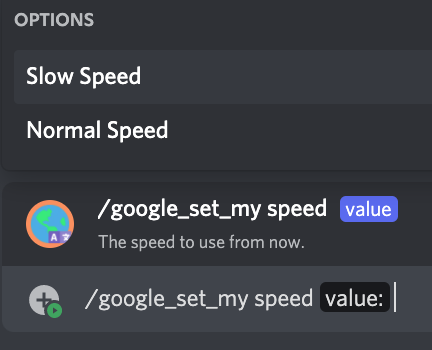 OPTIONS
Slow Speed
Normal Speed
/google_set_my speed value
The speed to use from now.
/google_set_my speed value: